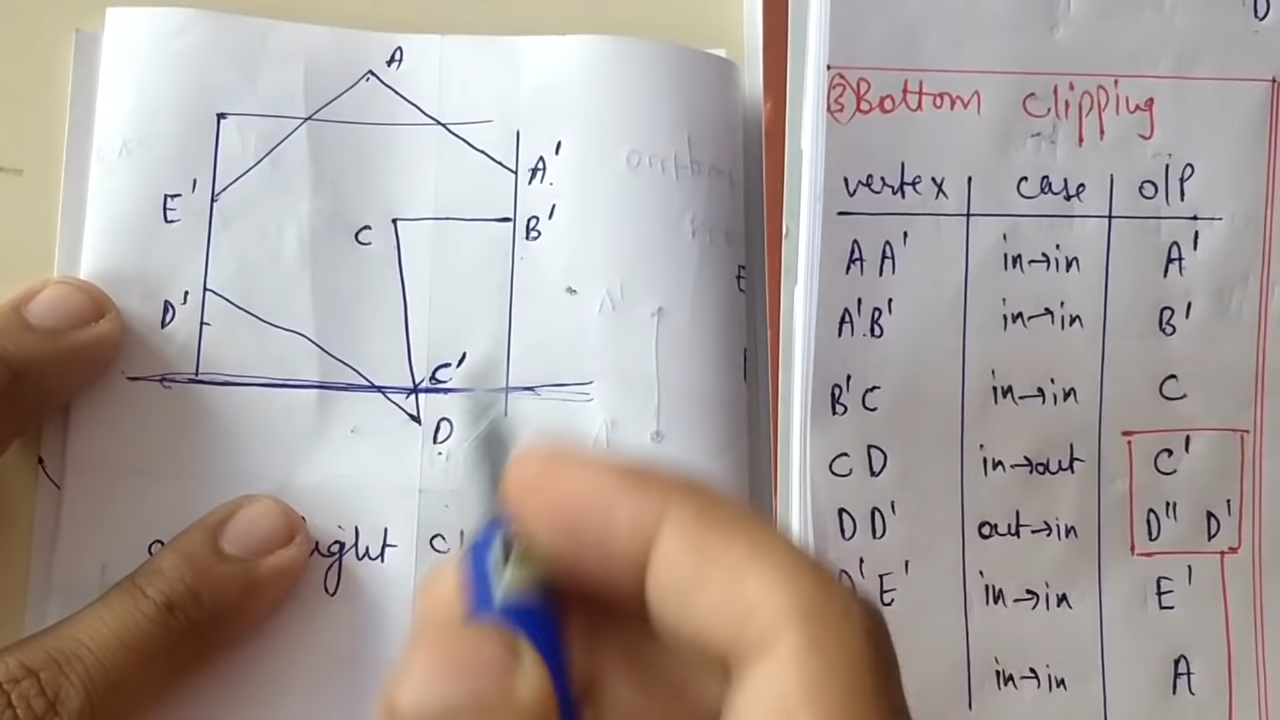 A
A'
E'
C
B'
D'
C'
D
ight
③ Bottom Clipping
vertex case o/p
A A' in→in A'
A'B' in→in B'
B'C in→in C
C D in→out C'
D D' out→in D'' D'
D'E' in→in E'
in→in A